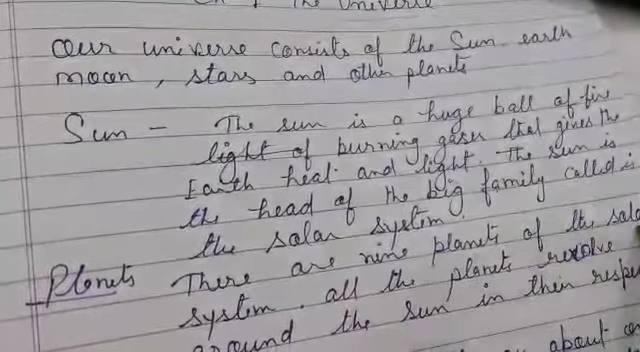 The Universe
Our universe consists of the Sun earth
moon, stars and other planets
Sun - The sun is a huge ball of fire
light of burning gases that gives the
Earth heat and light. The sun is
the head of the big family called is
the solar system.
Planets There are nine planets of the
system. all the planets revolve
around the sun in their
about